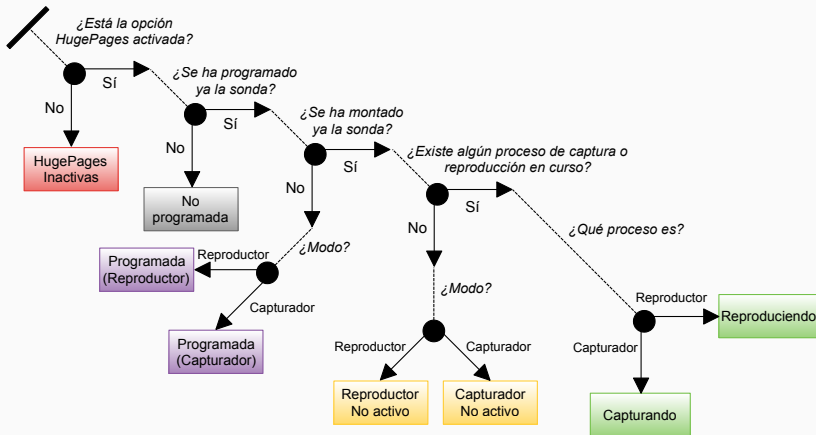 ¿Está la opción
HugePages activada?
Sí
No
HugePages
Inactivas
¿Se ha programado
ya la sonda?
Sí
No
No
programada
¿Se ha montado
ya la sonda?
Sí
No
¿Modo?
Reproductor
Programada
(Reproductor)
Capturador
Programada
(Capturador)
¿Existe algún proceso de captura o
reproducción en curso?
Sí
No
¿Modo?
Reproductor
Capturador
Reproductor
No activo
Capturador
No activo
¿Qué proceso es?
Reproductor
Reproduciendo
Capturador
Capturando